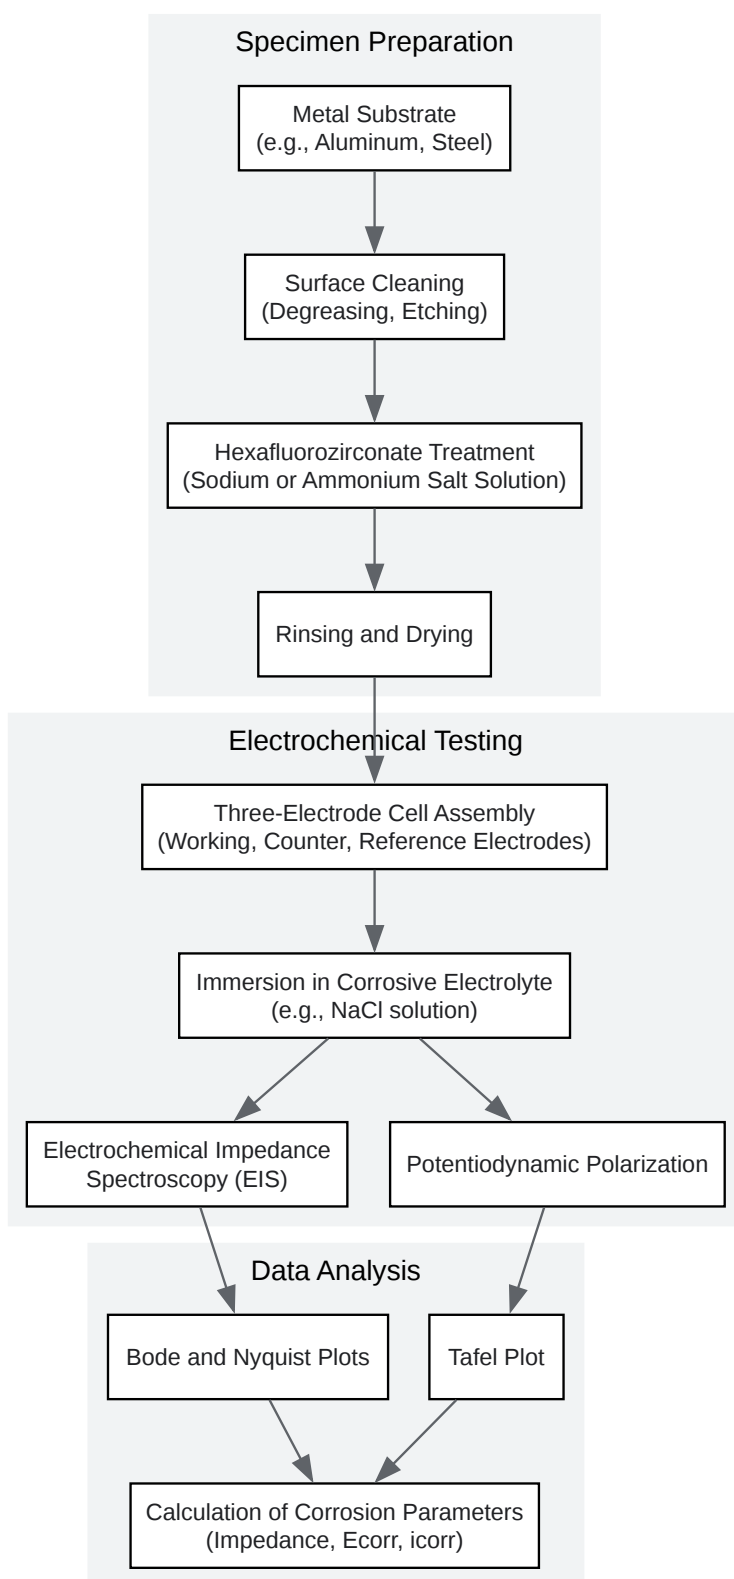 Specimen Preparation
Metal Substrate
(e.g., Aluminum, Steel)
Surface Cleaning
(Degreasing, Etching)
Hexafluorozirconate Treatment
(Sodium or Ammonium Salt Solution)
Rinsing and Drying
Electrochemical Testing
Three-Electrode Cell Assembly
(Working, Counter, Reference Electrodes)
Immersion in Corrosive Electrolyte
(e.g., NaCl solution)
Electrochemical Impedance
Spectroscopy (EIS)
Potentiodynamic Polarization
Data Analysis
Bode and Nyquist Plots
Tafel Plot
Calculation of Corrosion Parameters
(Impedance, Ecorr, icorr)